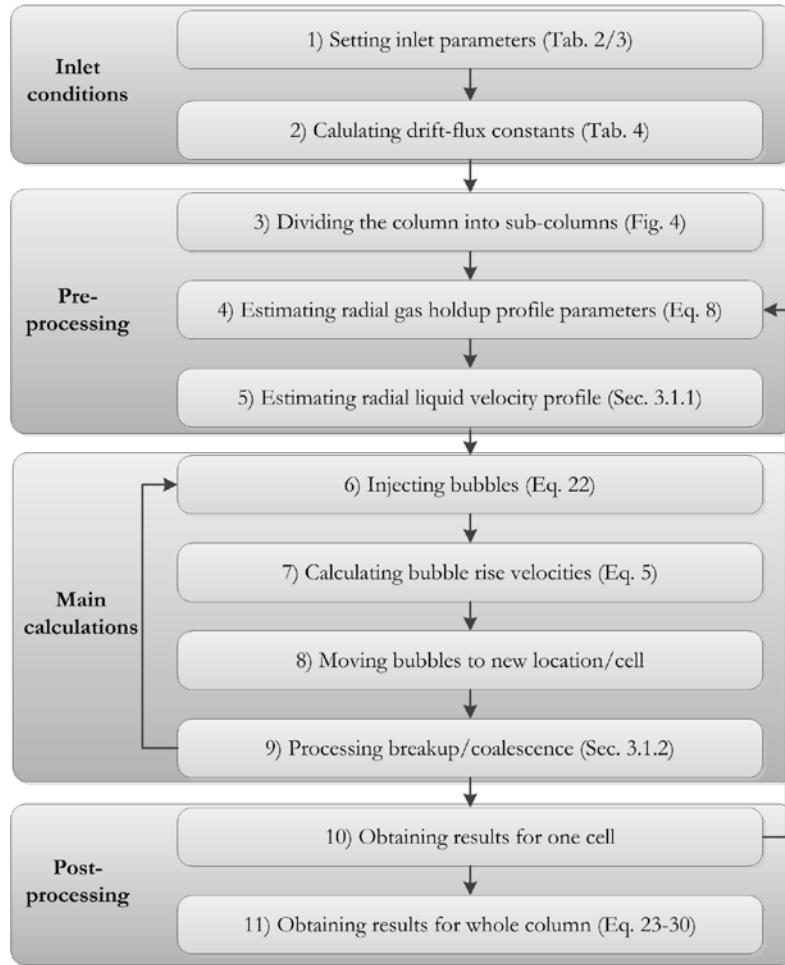 Inlet
conditions
1) Setting inlet parameters (Tab. 2/3)
2) Calulating drift-flux constants (Tab. 4)
Pre-
processing
3) Dividing the column into sub-columns (Fig. 4)
4) Estimating radial gas holdup profile parameters (Eq. 8)
5) Estimating radial liquid velocity profile (Sec. 3.1.1)
Main
calculations
6) Injecting bubbles (Eq. 22)
7) Calculating bubble rise velocities (Eq. 5)
8) Moving bubbles to new location/cell
9) Processing breakup/coalescence (Sec. 3.1.2)
Post-
processing
10) Obtaining results for one cell
11) Obtaining results for whole column (Eq. 23-30)